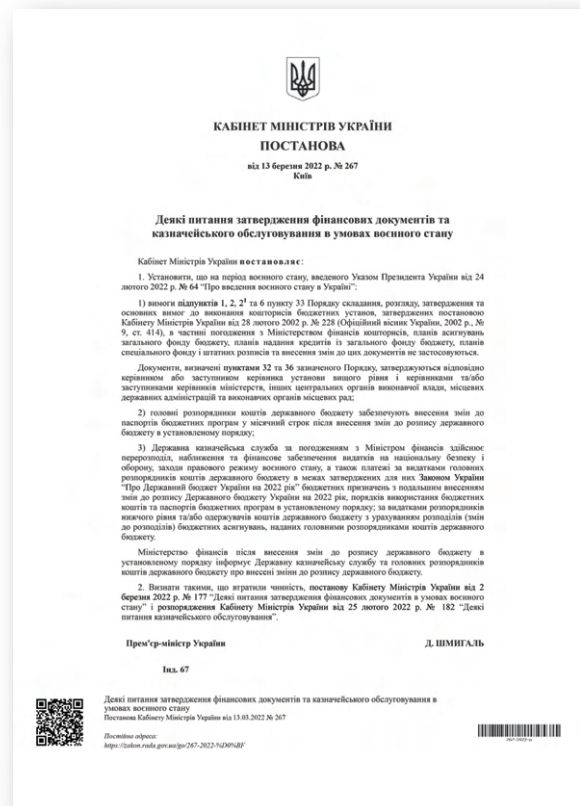 КАБІНЕТ МІНІСТРІВ УКРАЇНИ
ПОСТАНОВА
від 13 березня 2022 р. № 267
Київ
Деякі питання затвердження фінансових документів та
казначейського обслуговування в умовах воєнного стану
Кабінет Міністрів України постановляє:
1. Установити, що на період воєнного стану, введеного Указом Президента України від 24
лютого 2022 р. № 64 “Про введення воєнного стану в Україні”:
1) вимоги підпунктів 1, 2, 2¹ та 6 пункту 33 Порядку складання, розгляду, затвердження та
основних вимог до виконання кошторисів бюджетних установ, затверджених постановою
Кабінету Міністрів України від 28 лютого 2002 р. № 228 (Офіційний вісник України, 2002 р., №
9, ст. 414), в частині погодження з Міністерством фінансів кошторисів, планів асигнувань
загального фонду бюджету, планів надання кредитів із загального фонду бюджету, планів
спеціального фонду і штатних розписів та внесення змін до цих документів не застосовуються.
Документи, визначені пунктами 32 та 36 зазначеного Порядку, затверджуються відповідно
керівником або заступником керівника установи вищого рівня і керівниками та/або
заступниками керівників міністерств, інших центральних органів виконавчої влади, місцевих
державних адміністрацій та виконавчих органів місцевих рад;
2) головні розпорядники коштів державного бюджету забезпечують внесення змін до
паспортів бюджетних програм у місячний строк після внесення змін до розпису державного
бюджету в установленому порядку;
3) Державна казначейська служба за погодженням з Міністром фінансів здійснює
перерозподіл, наближення та фінансове забезпечення видатків на національну безпеку і
оборону, заходи правового режиму воєнного стану, а також платежі за видатками головних
розпорядників коштів державного бюджету в межах затверджених для них Законом України
“Про Державний бюджет України на 2022 рік” бюджетних призначень з подальшим внесенням
змін до розпису Державного бюджету України на 2022 рік, порядків використання бюджетних
коштів та паспортів бюджетних програм в установленому порядку; за видатками розпорядників
нижчого рівня та/або одержувачів коштів державного бюджету з урахуванням розподілів (змін
до розподілів) бюджетних асигнувань, наданих головними розпорядниками коштів державного
бюджету.
Міністерство фінансів після внесення змін до розпису державного бюджету в
установленому порядку інформує Державну казначейську службу та головних розпорядників
коштів державного бюджету про внесені зміни до розпису державного бюджету.
2. Визнати такими, що втратили чинність, постанову Кабінету Міністрів України від 2
березня 2022 р. № 177 “Деякі питання затвердження фінансових документів в умовах воєнного
стану” і розпорядження Кабінету Міністрів України від 25 лютого 2022 р. № 182 “Деякі
питання казначейського обслуговування”.
Прем'єр-міністр України Д. ШМИГАЛЬ
Інд. 67
Деякі питання затвердження фінансових документів та казначейського обслуговування в
умовах воєнного стану
Постанова Кабінету Міністрів України від 13.03.2022 № 267
Постійна адреса:
https://zakon.rada.gov.ua/go/267-2022-%D0%BF
267-2022-п